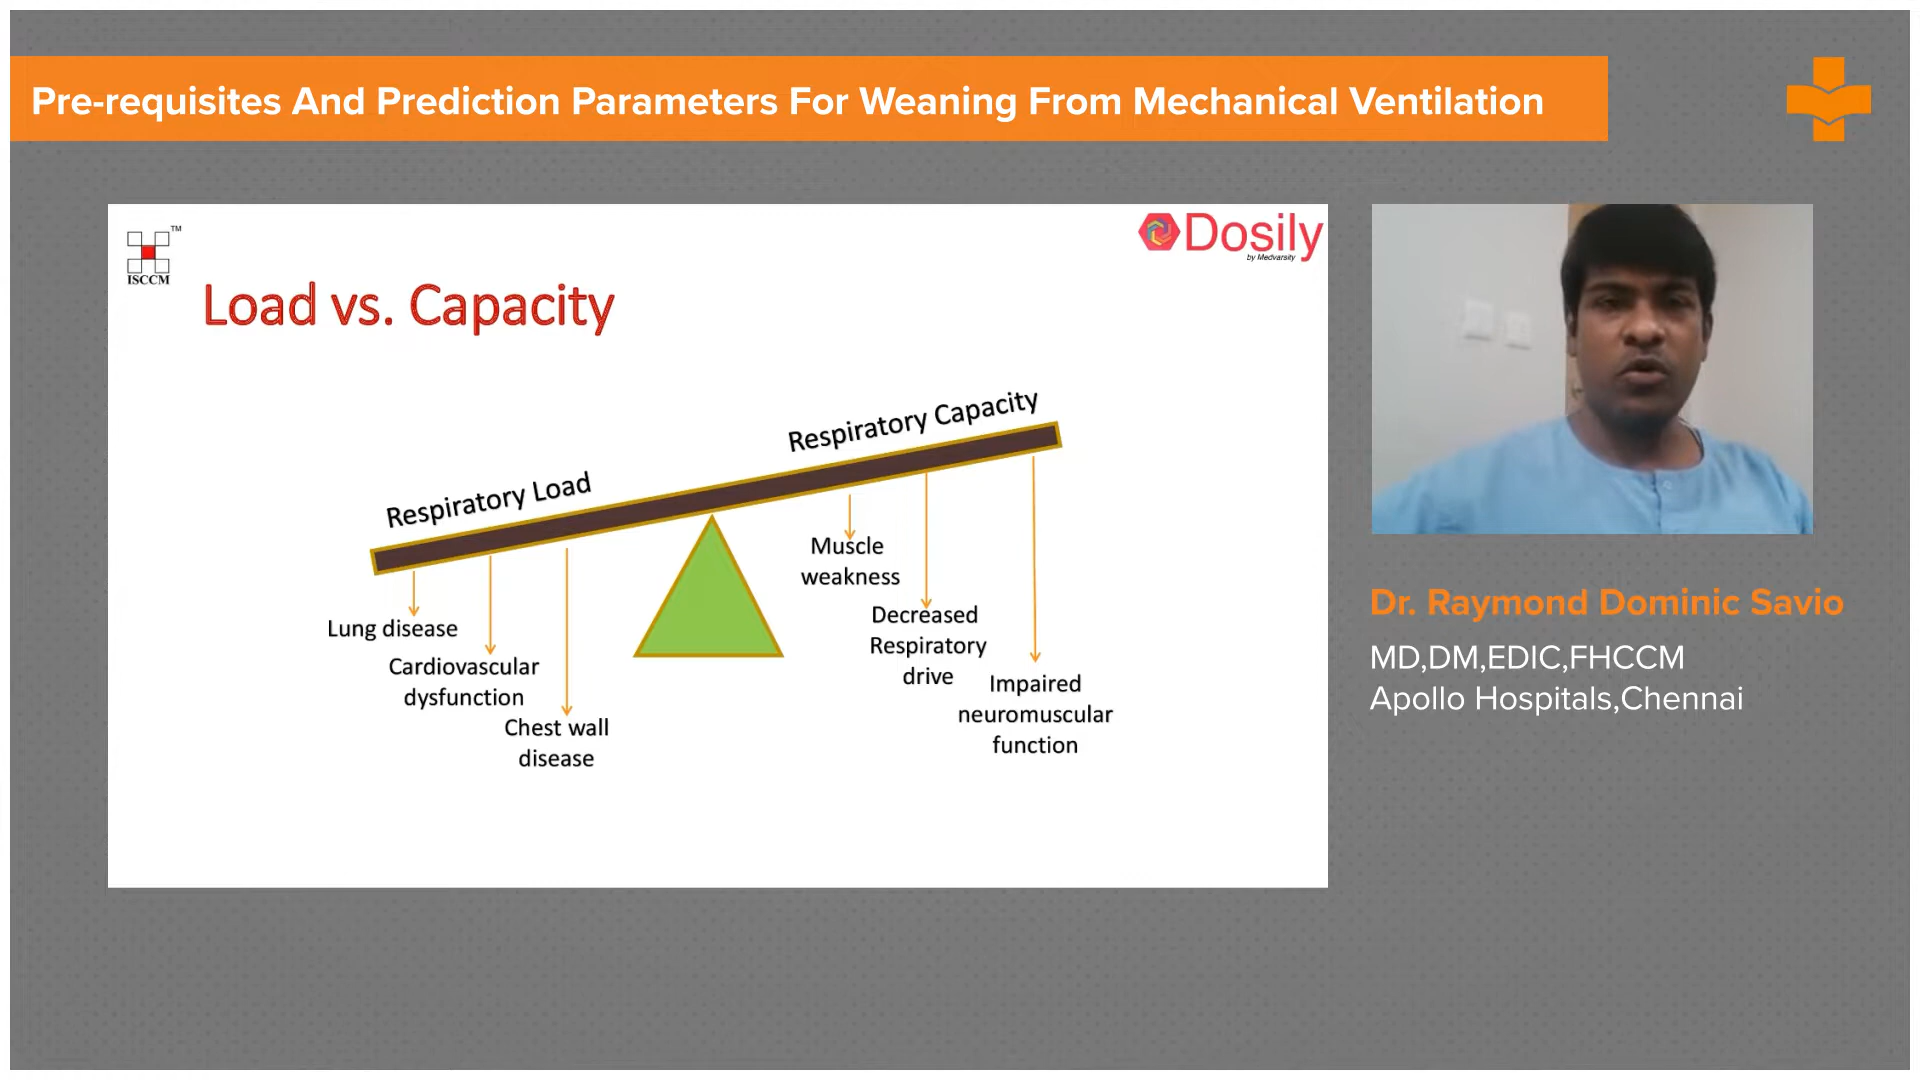 Pre-requisites And Prediction Parameters For Weaning From Mechanical Ventilation
TM
ISCCM
Dosily
by Medvarsity
Load vs. Capacity
Respiratory Load
Respiratory Capacity
Lung disease
Cardiovascular
dysfunction
Chest wall
disease
Muscle
weakness
Decreased
Respiratory
drive
Impaired
neuromuscular
function
Dr. Raymond Dominic Savio
MD,DM,EDIC,FHCCM
Apollo Hospitals,Chennai